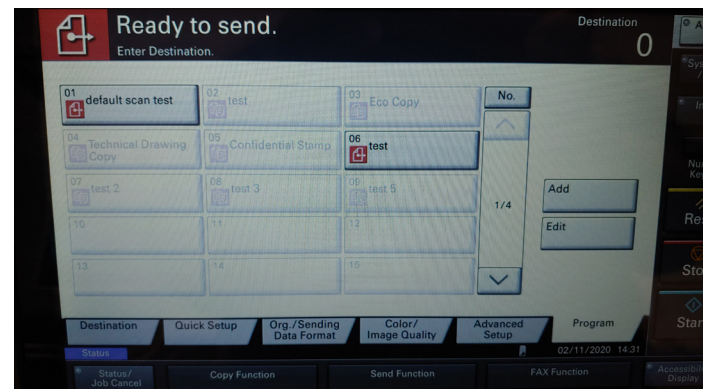 Ready to send.
Enter Destination.
Destination
0
01
default scan test
02
test
03
Eco Copy
No.
04
Technical Drawing
Copy
05
Confidential Stamp
06
test
07
test 2
08
test 3
09
test 5
1/4
Add
Edit
10
11
12
13
14
15
Destination
Quick Setup
Org./Sending
Data Format
Color/
Image Quality
Advanced
Setup
Program
Status
02/11/2020 14:31
Status/
Job Cancel
Copy Function
Send Function
FAX Function
Display